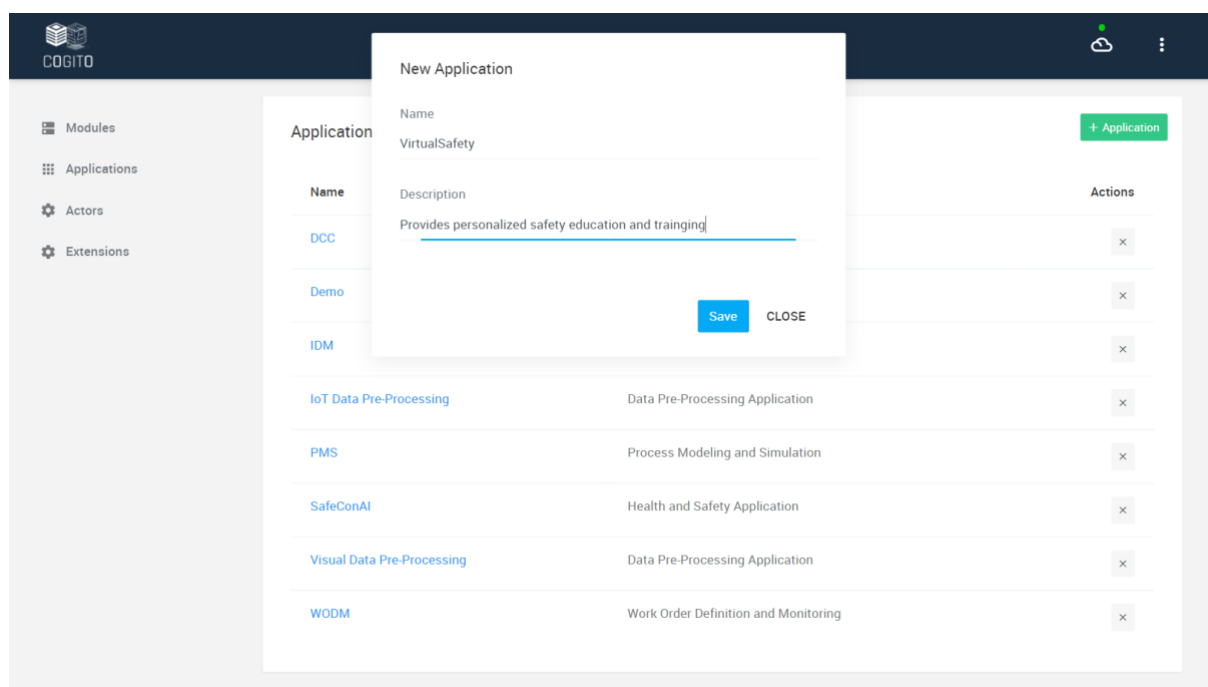 COGITO
New Application
Modules
Applications
Actors
Extensions
Application
+ Application
Name
VirtualSafety
Description
Provides personalized safety education and trainging
Save CLOSE
Name Actions
DCC ×
Demo ×
IDM ×
IoT Data Pre-Processing Data Pre-Processing Application ×
PMS Process Modeling and Simulation ×
SafeConAI Health and Safety Application ×
Visual Data Pre-Processing Data Pre-Processing Application ×
WODM Work Order Definition and Monitoring ×